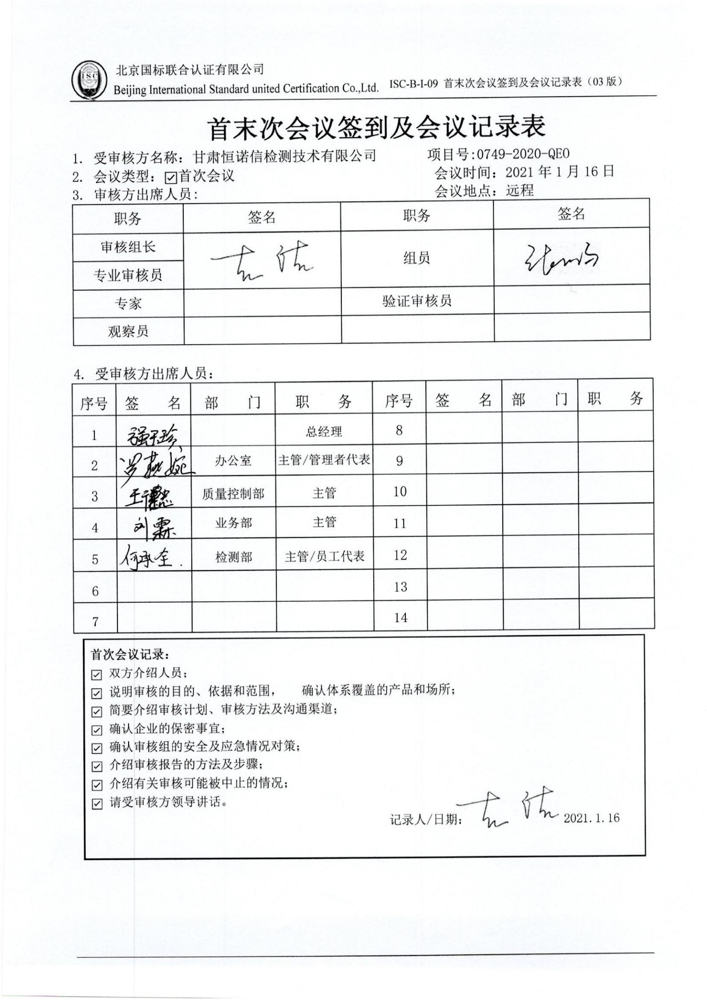 ISC
北京国标联合认证有限公司
Beijing International Standard united Certification Co.,Ltd. ISC-B-I-09 首末次会议签到及会议记录表（03版）
首末次会议签到及会议记录表
1. 受审核方名称：甘肃恒诺信检测技术有限公司 项目号:0749-2020-QEO
2. 会议类型：☑首次会议 会议时间：2021年1月16日
3. 审核方出席人员: 会议地点：远程
职务 签名 职务 签名
审核组长 组员
专业审核员
专家 验证审核员
观察员
4. 受审核方出席人员：
序号 签 名 部 门 职 务 序号 签 名 部 门 职 务
1 强玉珍 总经理 8
2 罗燕妮 办公室 主管/管理者代表 9
3 质量控制部 主管 10
4 刘霖 业务部 主管 11
5 何承全. 检测部 主管/员工代表 12
6 13
7 14
首次会议记录：
☑ 双方介绍人员；
☑ 说明审核的目的、依据和范围， 确认体系覆盖的产品和场所；
☑ 简要介绍审核计划、审核方法及沟通渠道；
☑ 确认企业的保密事宜；
☑ 确认审核组的安全及应急情况对策；
☑ 介绍审核报告的方法及步骤；
☑ 介绍有关审核可能被中止的情况；
☑ 请受审核方领导讲话。
记录人/日期： 2021.1.16